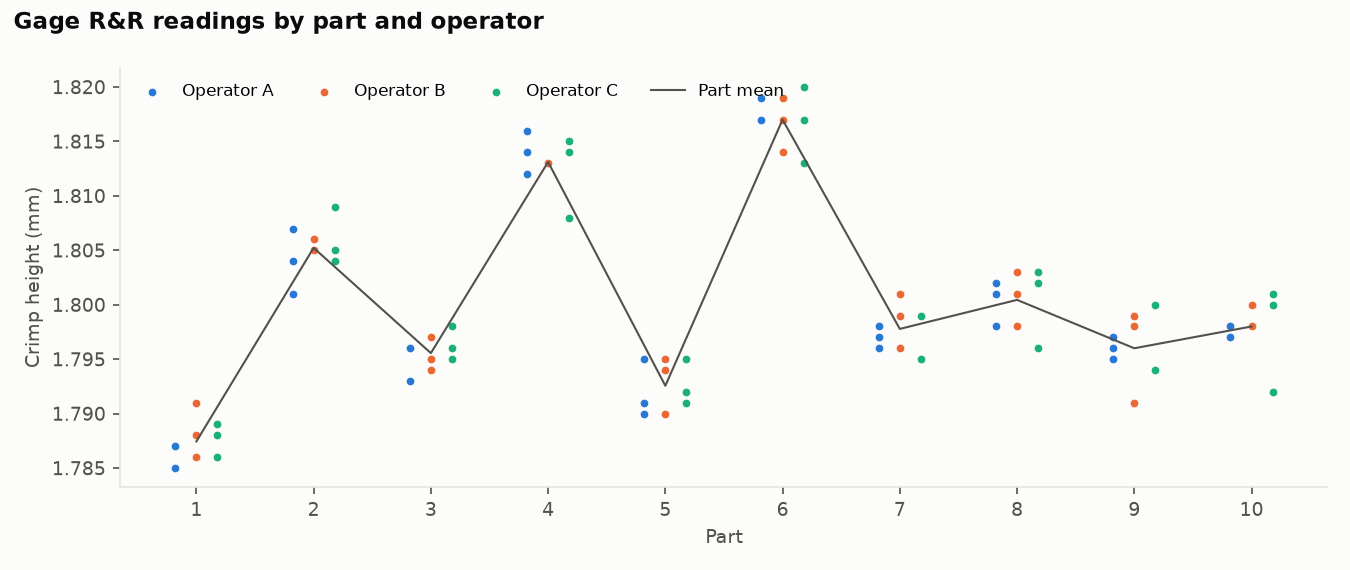 Gage R&R readings by part and operator
Operator A
Operator B
Operator C
Part mean
Crimp height (mm)
1.820
1.815
1.810
1.805
1.800
1.795
1.790
1.785
1 2 3 4 5 6 7 8 9 10
Part